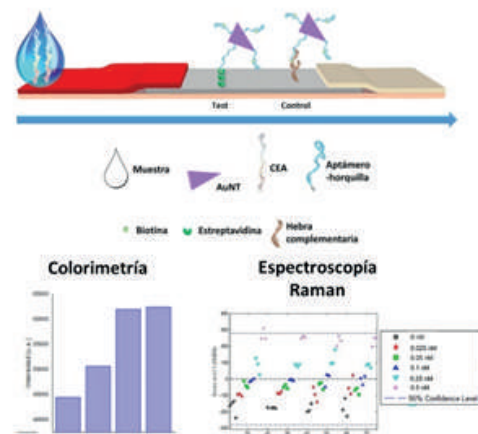 Test Control
Muestra
AuNT
CEA
Aptámero
-horquilla
Biotina
Estreptavidina
Hebra
complementaria
Colorimetría
Espectroscopía
Raman
0 nM
0.025 nM
0.05 nM
0.1 nM
0.25 nM
0.5 nM
95% Confidence Level